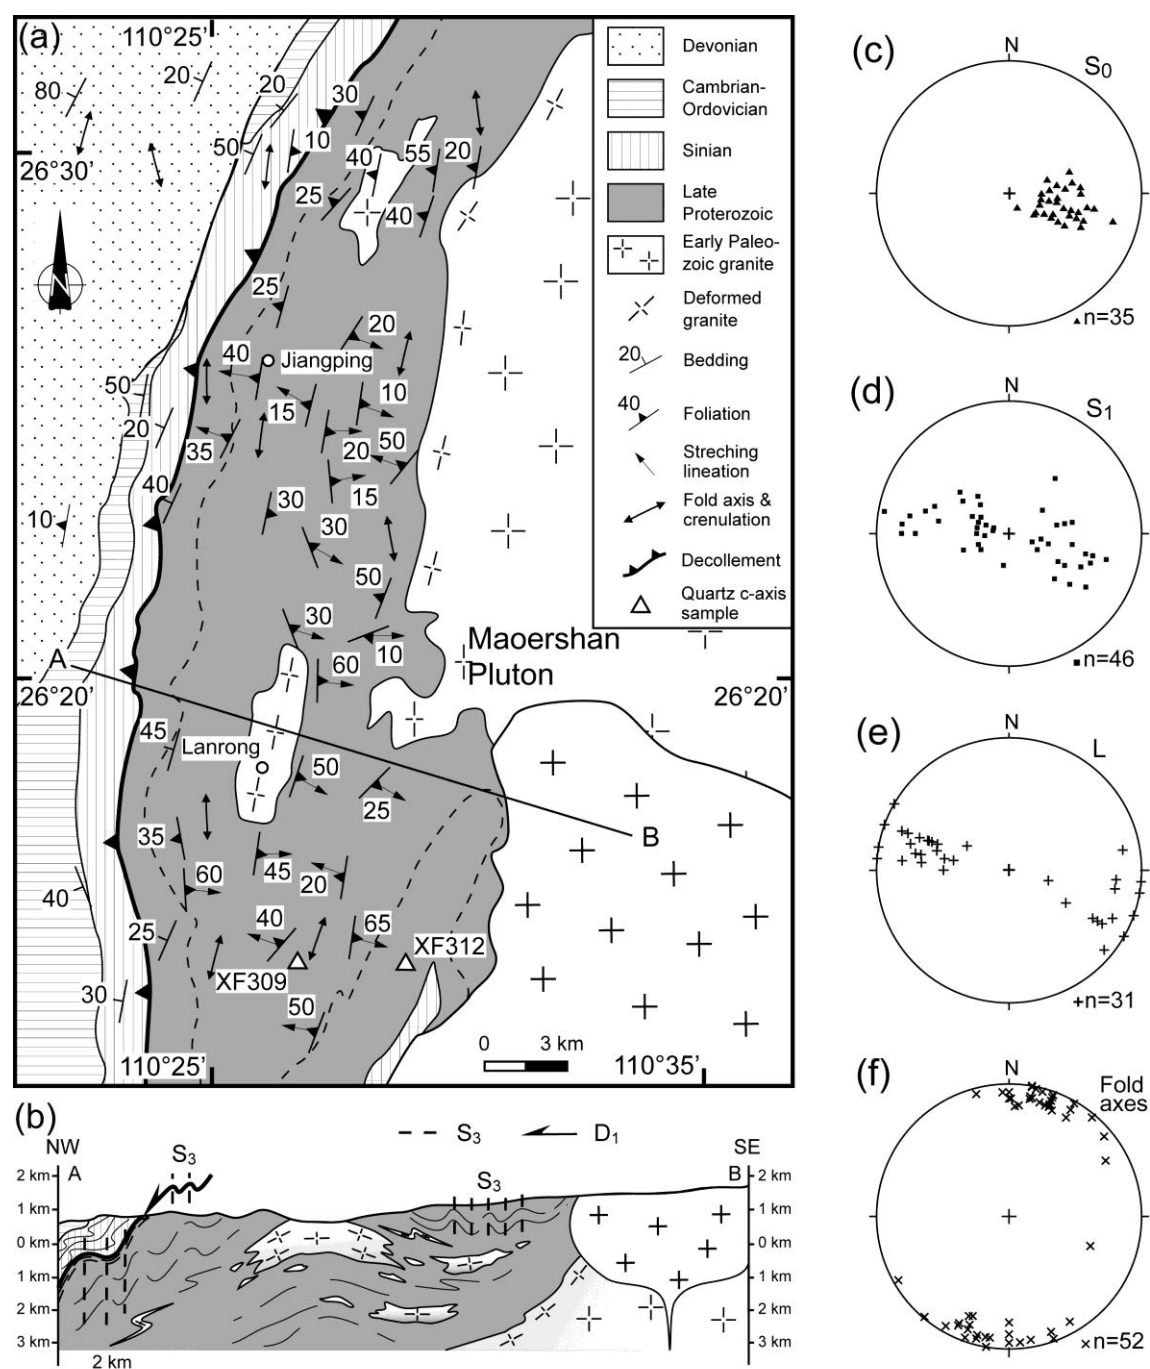 (a)
110°25'
26°30'
80
20
20
50
10
30
40
55
20
25
40
25
20
40
Jiangping
50
15
10
20
35
20
50
15
40
10
30
30
50
30
10
60
A
26°20'
26°20'
Maoershan
Pluton
45
Lanrong
50
25
B
35
60
45
20
40
25
40
65
XF312
XF309
30
50
0 3 km
110°25'
110°35'
N
Devonian
Cambrian-
Ordovician
Sinian
Late
Proterozoic
Early Paleo-
zoic granite
Deformed
granite
20
Bedding
40
Foliation
Streching
lineation
Fold axis &
crenulation
Decollement
Quartz c-axis
sample
(b)
NW
A
S3
S3
D1
S3
SE
B
2 km
1 km
0 km
1 km
2 km
3 km
2 km
1 km
0 km
1 km
2 km
3 km
2 km
(c)
N
S0
n=35
(d)
N
S1
n=46
(e)
N
L
n=31
(f)
N
Fold
axes
n=52